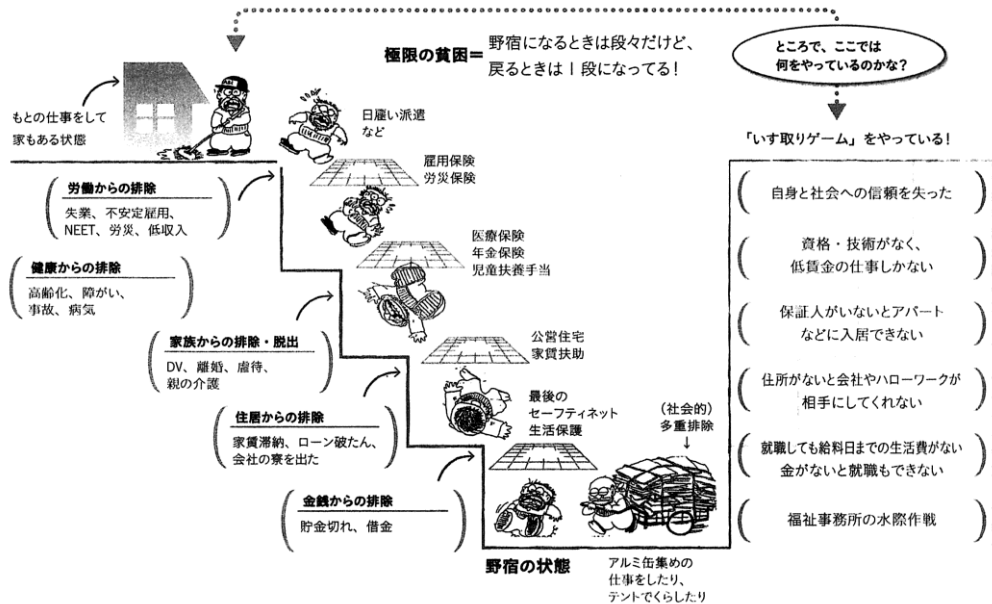 極限の貧困＝
野宿になるときは段々だけど、
戻るときは1段になってる！
ところで、ここでは
何をやっているのかな？
もとの仕事をして
家もある状態
日雇い派遣
など
「いす取りゲーム」をやっている！
雇用保険
労災保険
労働からの排除
失業、不安定雇用、
NEET、労災、低収入
自身と社会への信頼を失った
医療保険
年金保険
児童扶養手当
資格・技術がなく、
低賃金の仕事しかない
健康からの排除
高齢化、障がい、
事故、病気
保証人がいないとアパート
などに入居できない
家族からの排除・脱出
DV、離婚、虐待、
親の介護
公営住宅
家賃扶助
住所がないと会社やハローワークが
相手にしてくれない
住居からの排除
家賃滞納、ローン破たん、
会社の寮を出た
最後の
セーフティネット
生活保護
（社会的）
多重排除
就職しても給料日までの生活費がない
金がないと就職もできない
金銭からの排除
貯金切れ、借金
福祉事務所の水際作戦
野宿の状態
アルミ缶集めの
仕事をしたり、
テントでくらしたり